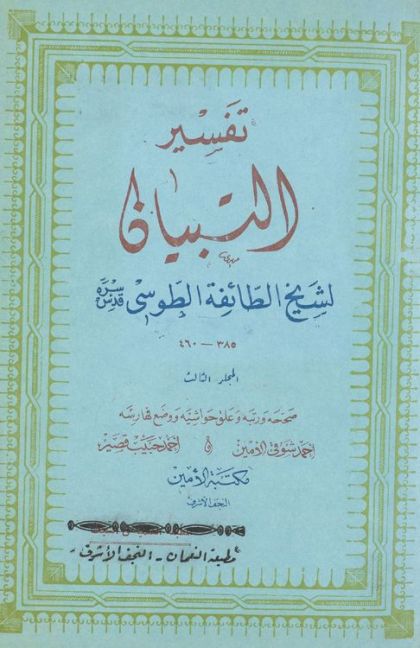 تفسير
التبيان
لشيخ الطائفة الطوسي قدس سره
٣٨٥ - ٤٦٠
المجلد الثالث
صححه ورتبه وعلق حواشيه ووضع فهارسه
احمد شوقي الأمين و احمد حبيب قصير
مكتبة الأمين
النجف الأشرف
مطبعة النعمان - النجف الأشرف -